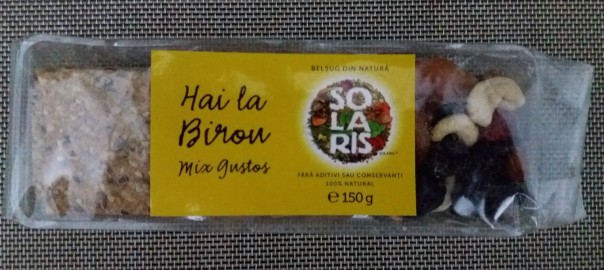 Hai la
Birou
Mix gustos
BELȘUG DIN NATURĂ
SO
LA
RIS
FĂRĂ ADITIVI SAU CONSERVANȚI
100% NATURAL
℮ 150 g